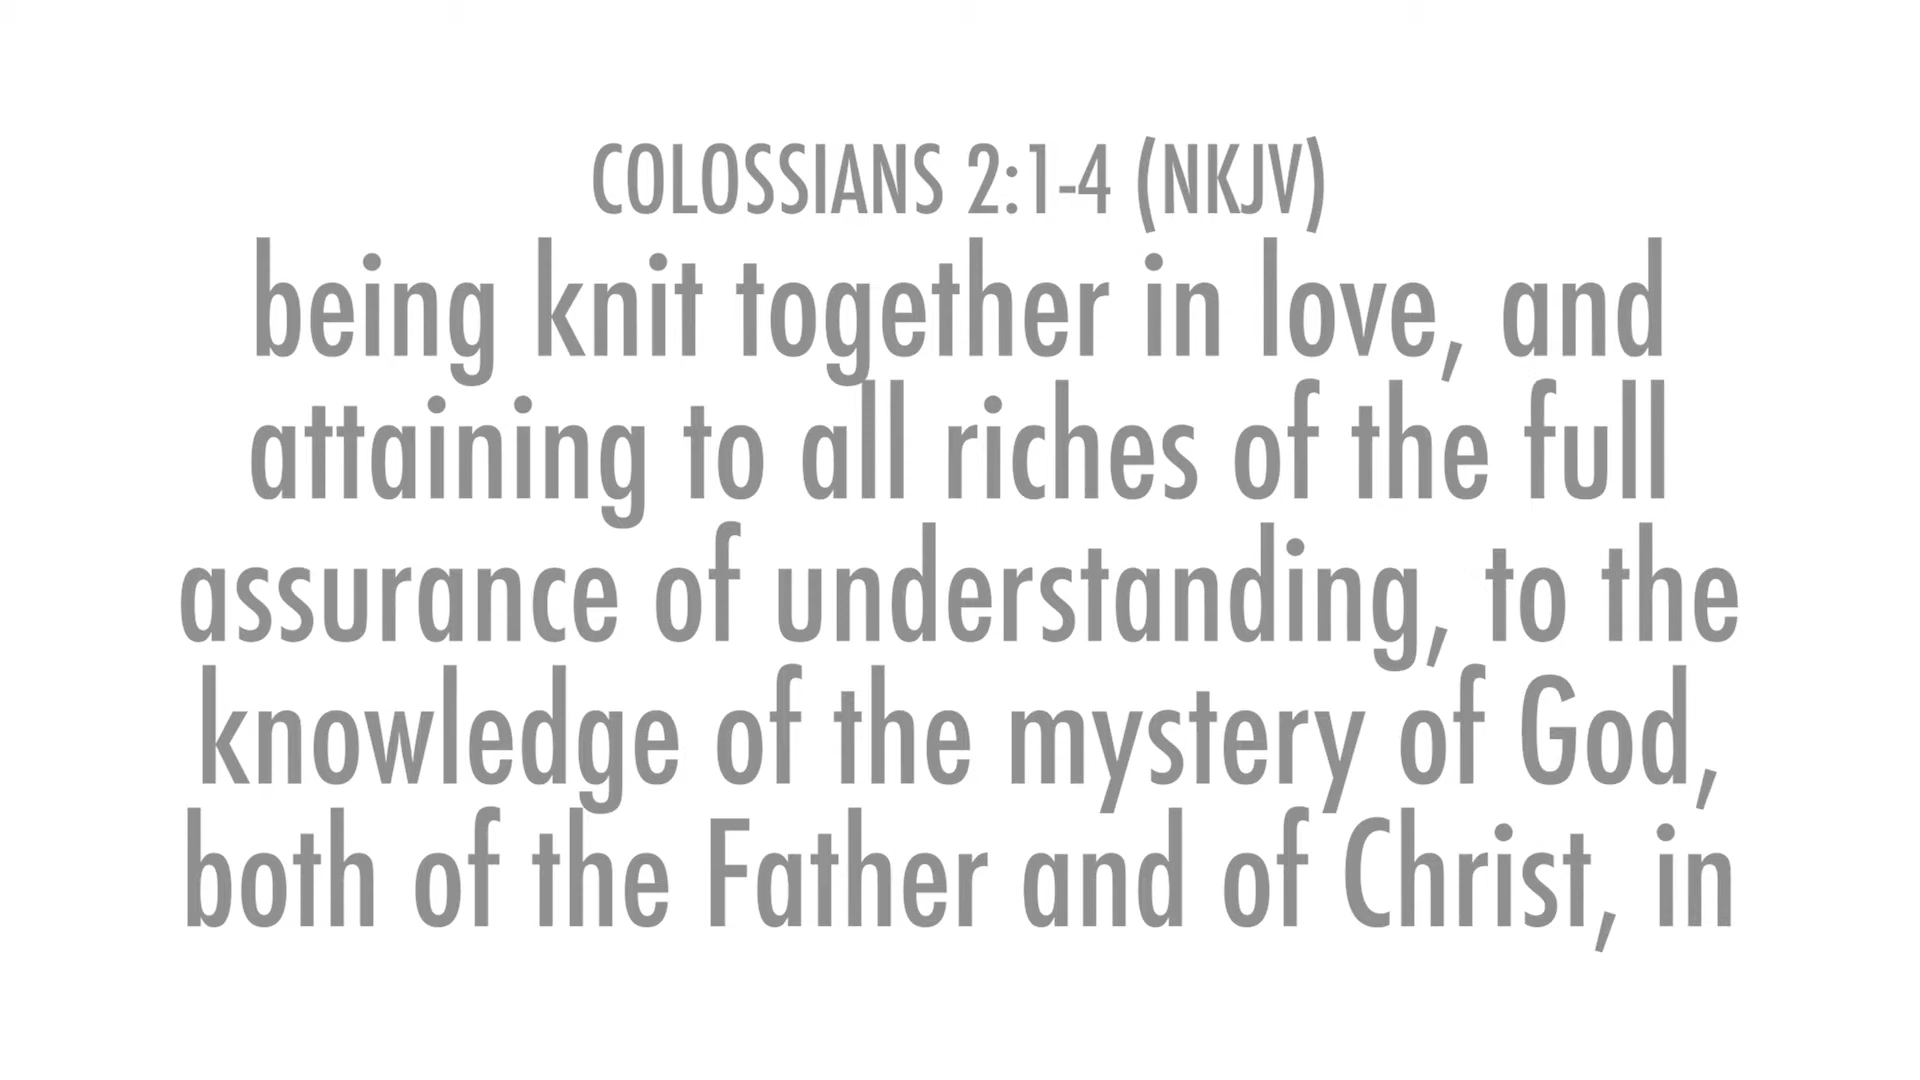 COLOSSIANS 2:1-4 (NKJV)
being knit together in love, and
attaining to all riches of the full
assurance of understanding, to the
knowledge of the mystery of God,
both of the Father and of Christ, in